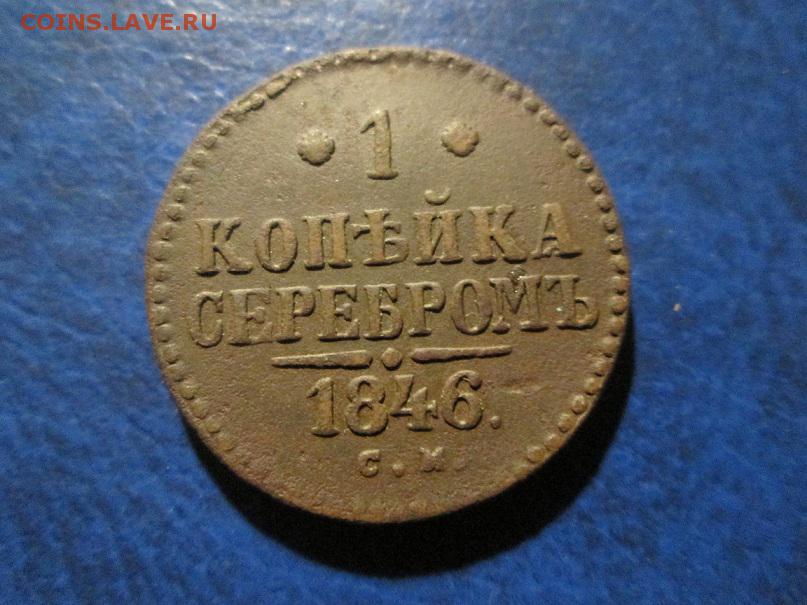 COINS.LAVE.RU
1
КОПѢЙКА
СЕРЕБРОМЪ
1846.
С.М.